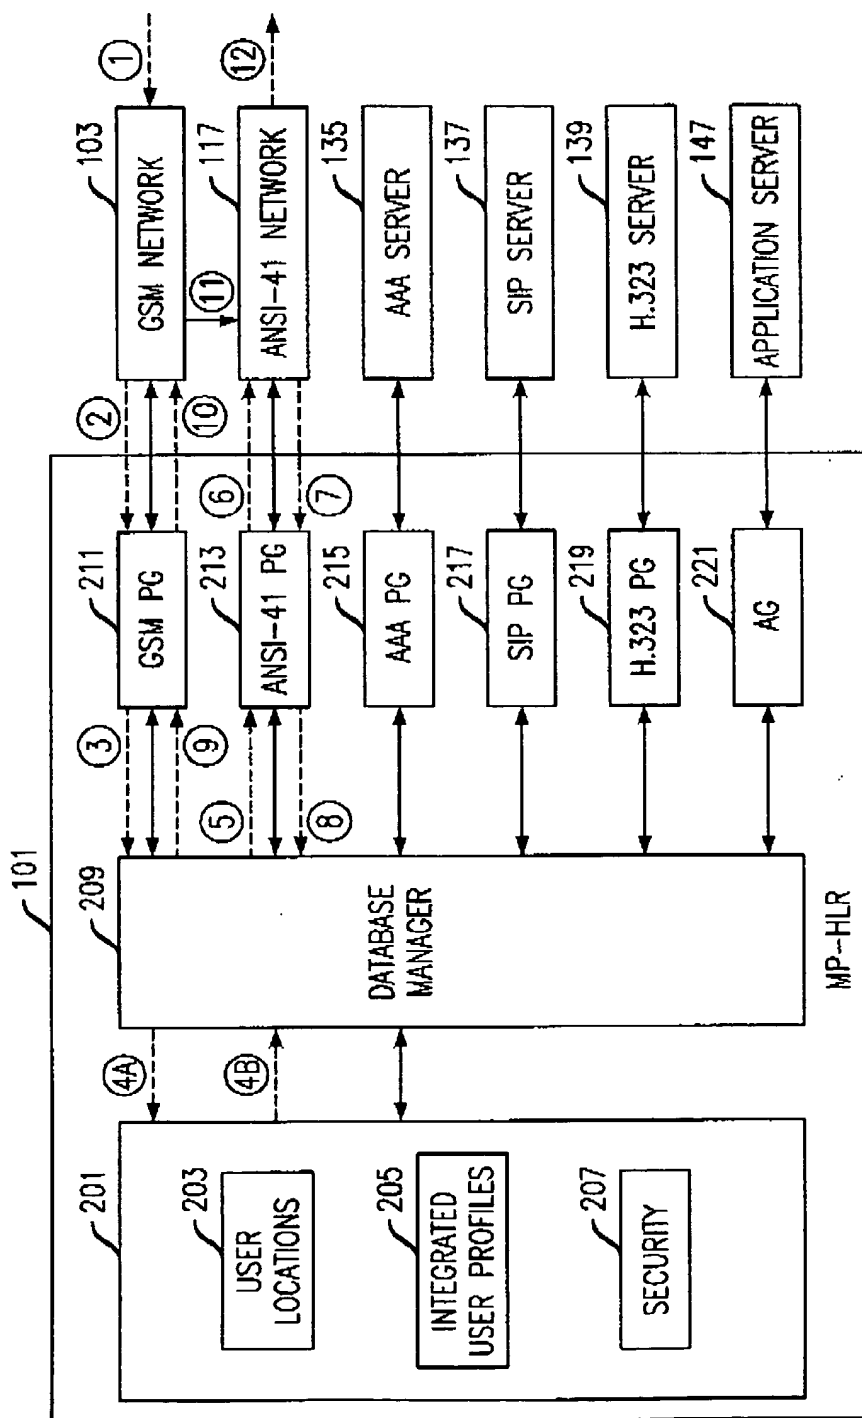 101
201
203
USER
LOCATIONS
205
INTEGRATED
USER PROFILES
207
SECURITY
4A
4B
209
DATABASE
MANAGER
MP-HLR
3
9
5
8
211
GSM PG
213
ANSI-41 PG
215
AAA PG
217
SIP PG
219
H.323 PG
221
AG
2
10
6
7
103
GSM NETWORK
11
117
ANSI-41 NETWORK
135
AAA SERVER
137
SIP SERVER
139
H.323 SERVER
147
APPLICATION SERVER
1
12